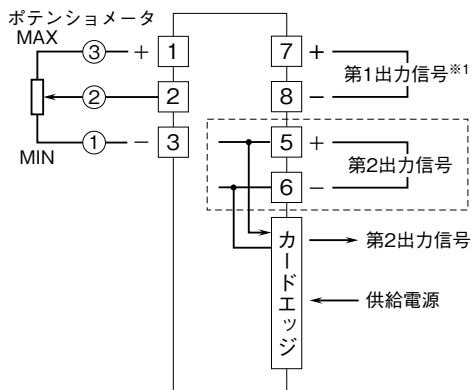 ポテンショメータ
MAX
③ + 1
② 2
① − 3
MIN
7 +
第1出力信号※1
8 −
5 +
第2出力信号
6 −
カードエッジ
第2出力信号
供給電源